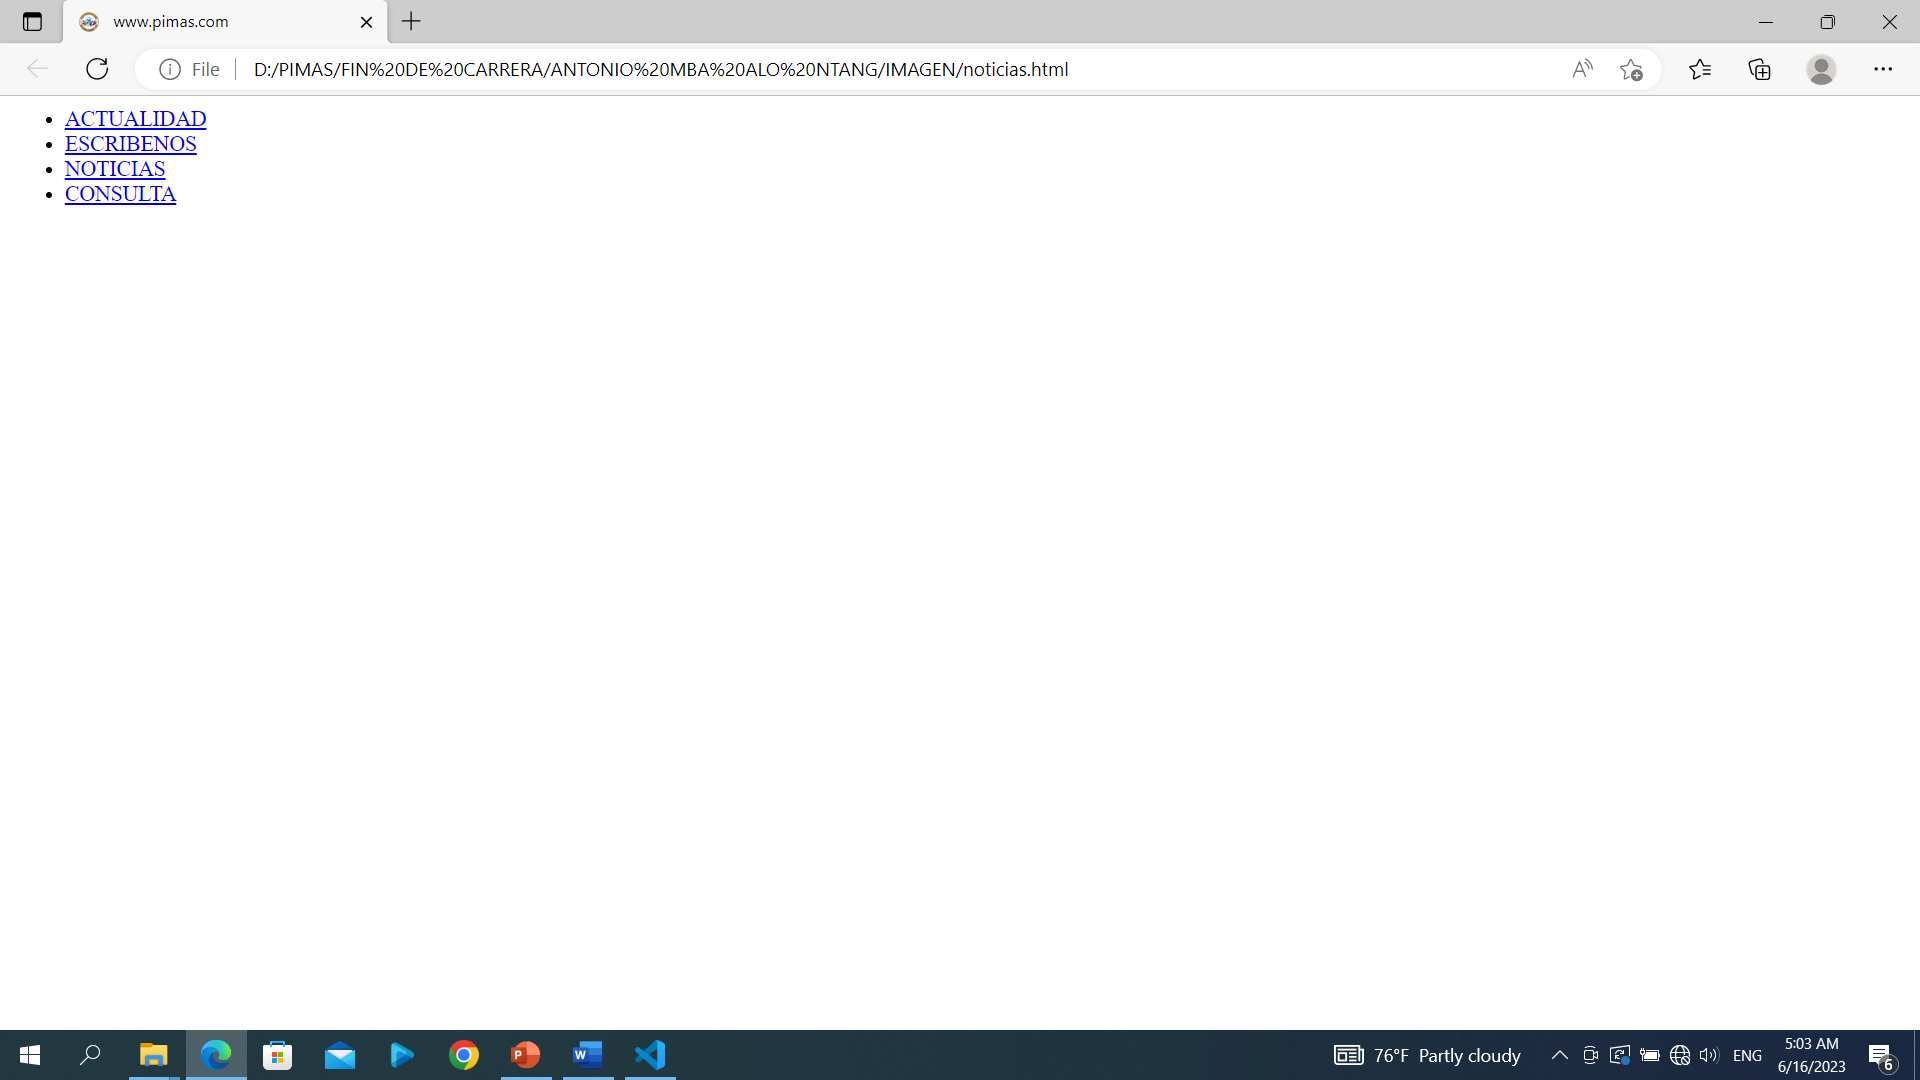 www.pimas.com
File D:/PIMAS/FIN%20DE%20CARRERA/ANTONIO%20MBA%20ALO%20NTANG/IMAGEN/noticias.html
ACTUALIDAD
ESCRIBENOS
NOTICIAS
CONSULTA
76°F Partly cloudy ENG
5:03 AM
6/16/2023
6